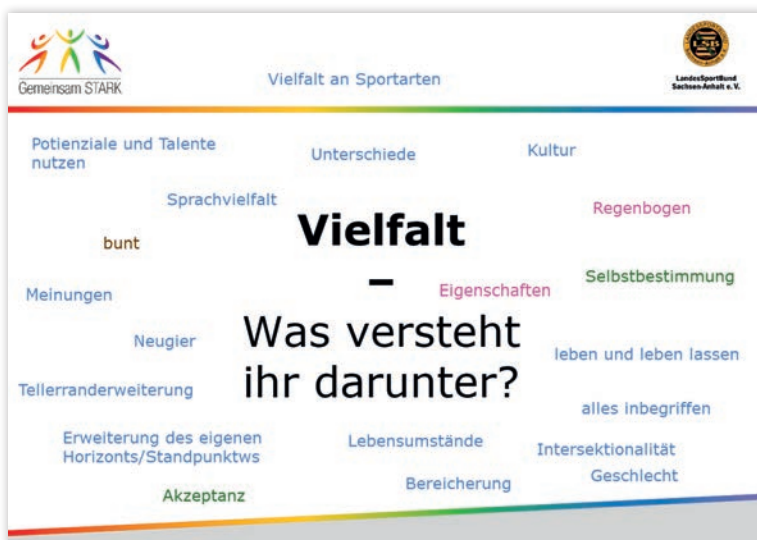 Gemeinsam STARK
Vielfalt an Sportarten
LSB
LandesSportBund
Sachsen-Anhalt e. V.
Potienziale und Talente
nutzen
Unterschiede
Kultur
Sprachvielfalt
Regenbogen
bunt
Vielfalt
–
Selbstbestimmung
Meinungen
Eigenschaften
Neugier
Was versteht
ihr darunter?
leben und leben lassen
Tellerranderweiterung
alles inbegriffen
Erweiterung des eigenen
Horizonts/Standpunktws
Lebensumstände
Intersektionalität
Geschlecht
Bereicherung
Akzeptanz